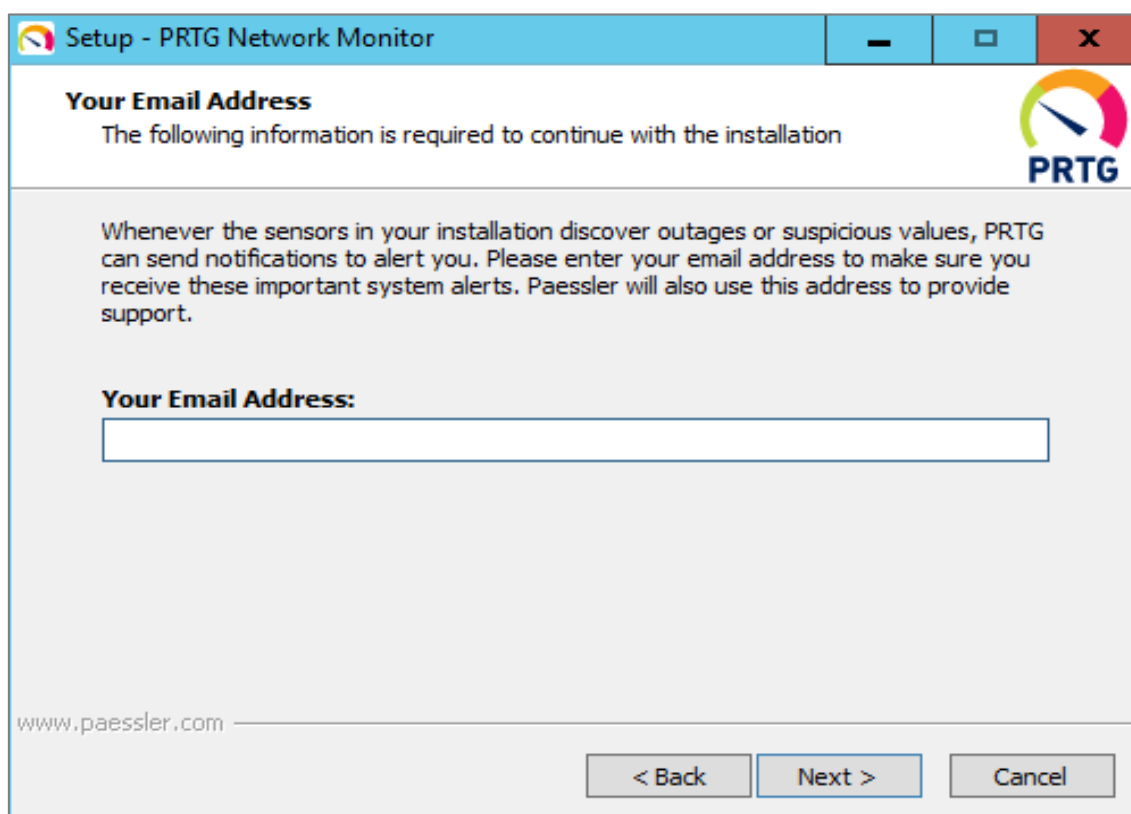 Setup - PRTG Network Monitor
Your Email Address
The following information is required to continue with the installation
PRTG
Whenever the sensors in your installation discover outages or suspicious values, PRTG
can send notifications to alert you. Please enter your email address to make sure you
receive these important system alerts. Paessler will also use this address to provide
support.
Your Email Address:
www.paessler.com
< Back Next > Cancel